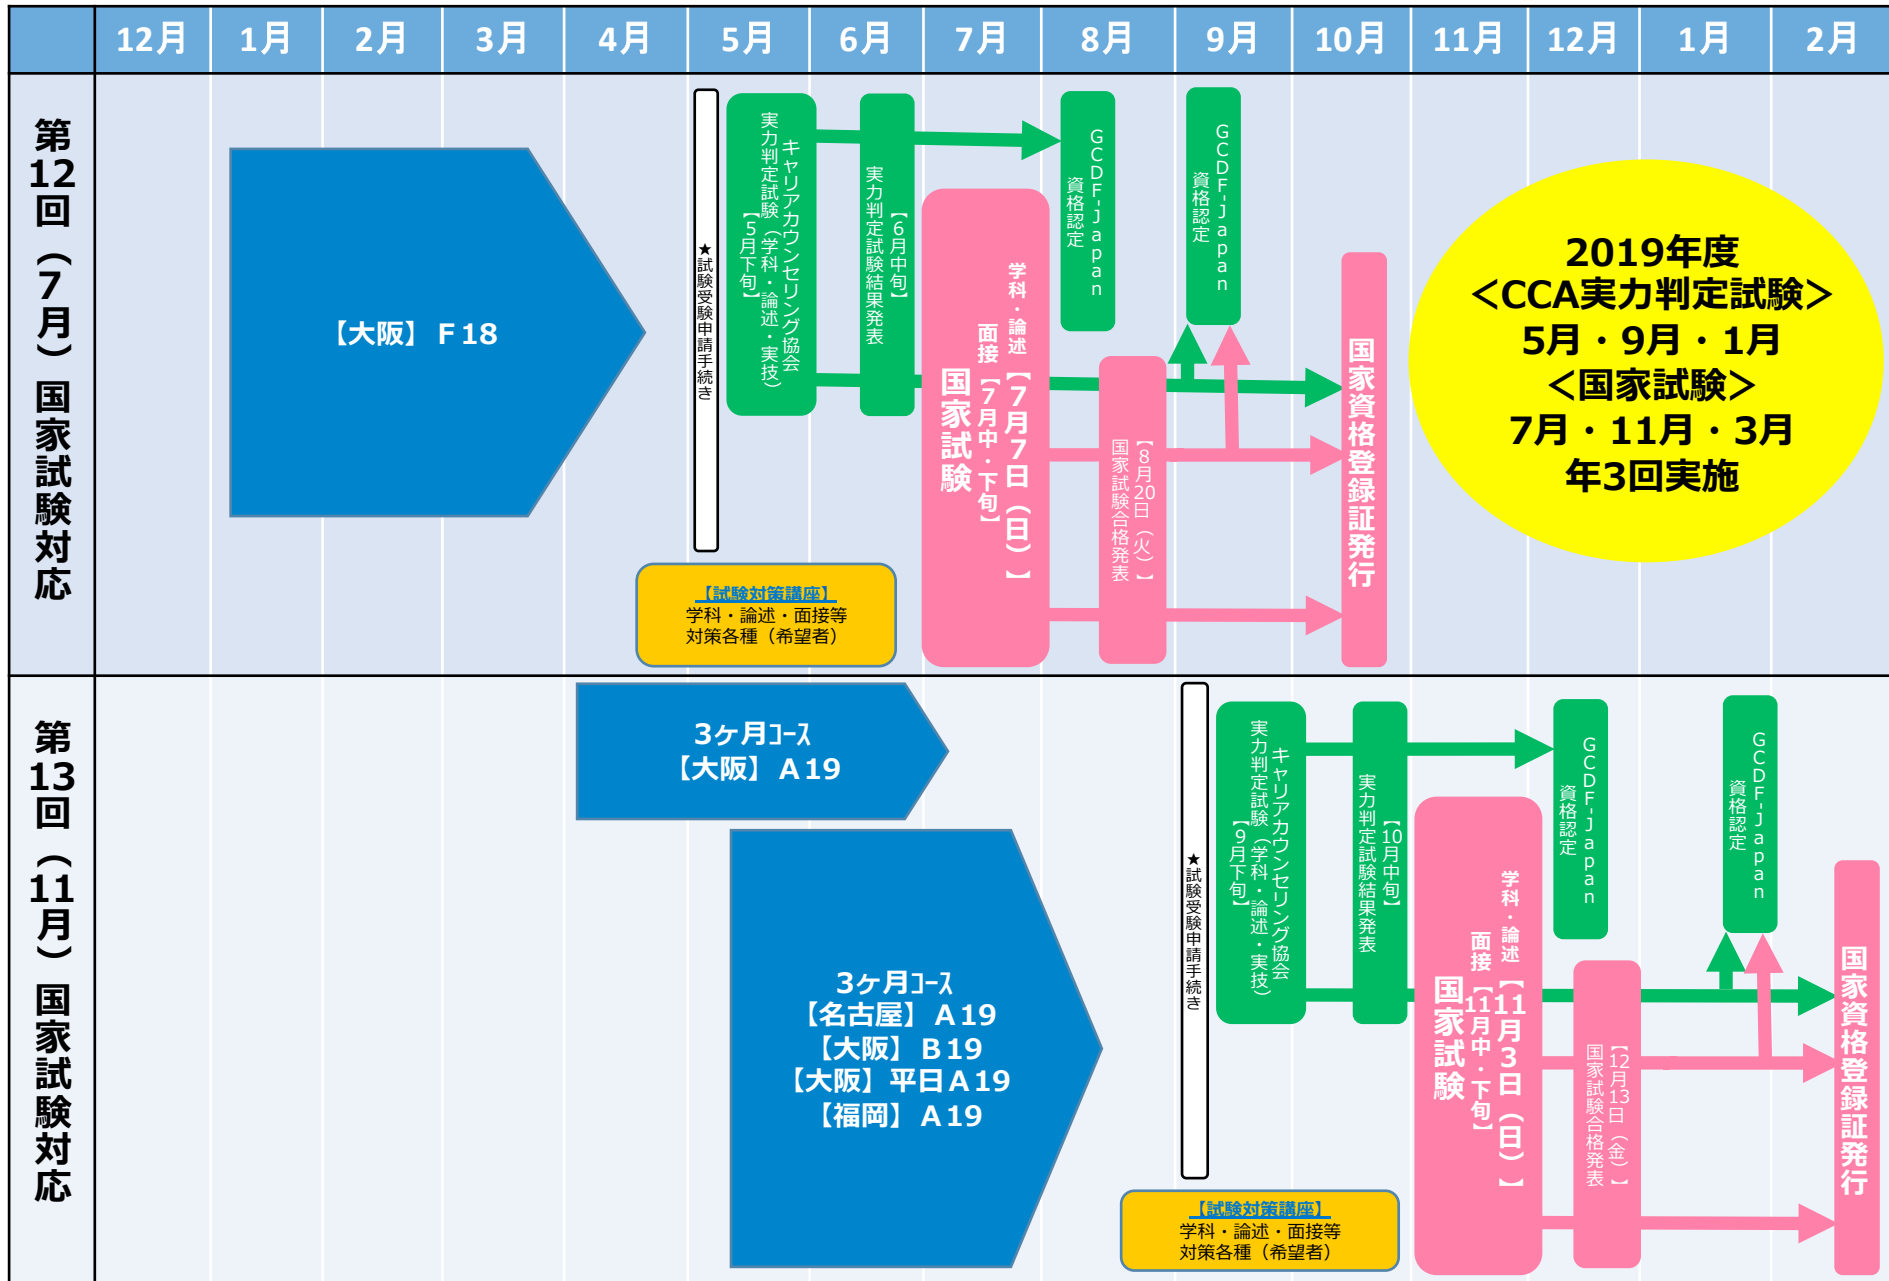 12月 1月 2月 3月 4月 5月 6月 7月 8月 9月 10月 11月 12月 1月 2月
第12回（7月）国家試験対応
【大阪】Ｆ18
★試験受験申請手続き
キャリアカウンセリング協会
実力判定試験（学科・論述・実技）
【5月下旬】
【6月中旬】
実力判定試験結果発表
学科・論述【7月7日（日）】
面接【7月中・下旬】
国家試験
GCDF-Japan
資格認定
【8月20日（火）】
国家試験合格発表
GCDF-Japan
資格認定
国家資格登録証発行
【試験対策講座】
学科・論述・面接等
対策各種（希望者）
2019年度
＜CCA実力判定試験＞
5月・9月・1月
＜国家試験＞
7月・11月・3月
年3回実施
第13回（11月）国家試験対応
3ヶ月ｺｰｽ
【大阪】Ａ19
3ヶ月ｺｰｽ
【名古屋】Ａ19
【大阪】Ｂ19
【大阪】平日Ａ19
【福岡】Ａ19
★試験受験申請手続き
キャリアカウンセリング協会
実力判定試験（学科・論述・実技）
【9月下旬】
【10月中旬】
実力判定試験結果発表
学科・論述【11月3日（日）】
面接【11月中・下旬】
国家試験
GCDF-Japan
資格認定
【12月13日（金）】
国家試験合格発表
GCDF-Japan
資格認定
国家資格登録証発行
【試験対策講座】
学科・論述・面接等
対策各種（希望者）